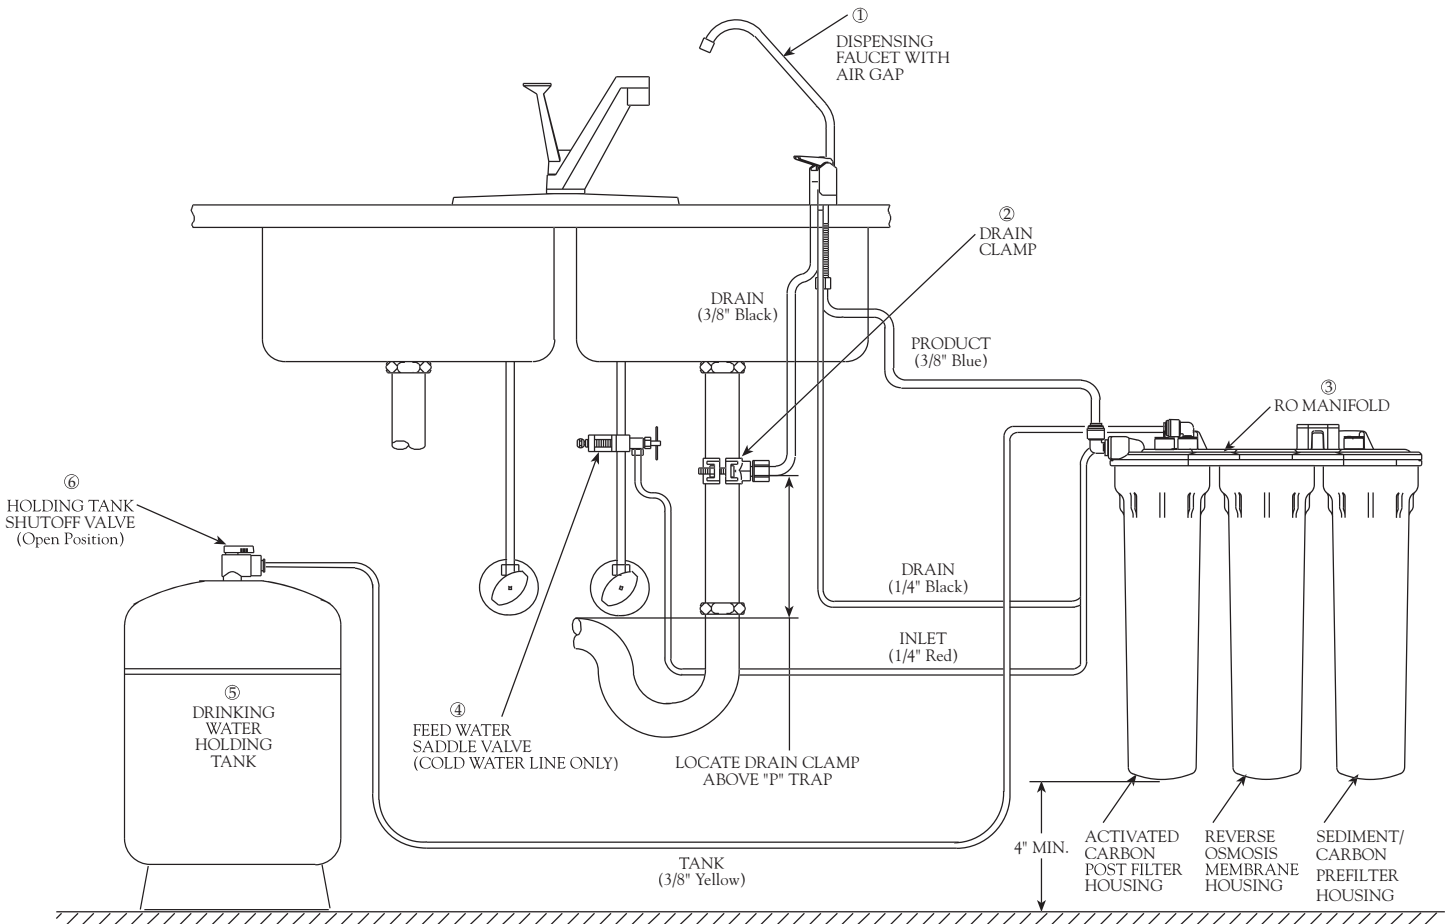 ①
DISPENSING
FAUCET WITH
AIR GAP
②
DRAIN
CLAMP
DRAIN
(3/8" Black)
PRODUCT
(3/8" Blue)
③
RO MANIFOLD
⑥
HOLDING TANK
SHUTOFF VALVE
(Open Position)
DRAIN
(1/4" Black)
INLET
(1/4" Red)
⑤
DRINKING
WATER
HOLDING
TANK
④
FEED WATER
SADDLE VALVE
(COLD WATER LINE ONLY)
LOCATE DRAIN CLAMP
ABOVE "P" TRAP
TANK
(3/8" Yellow)
4" MIN.
ACTIVATED
CARBON
POST FILTER
HOUSING
REVERSE
OSMOSIS
MEMBRANE
HOUSING
SEDIMENT/
CARBON
PREFILTER
HOUSING